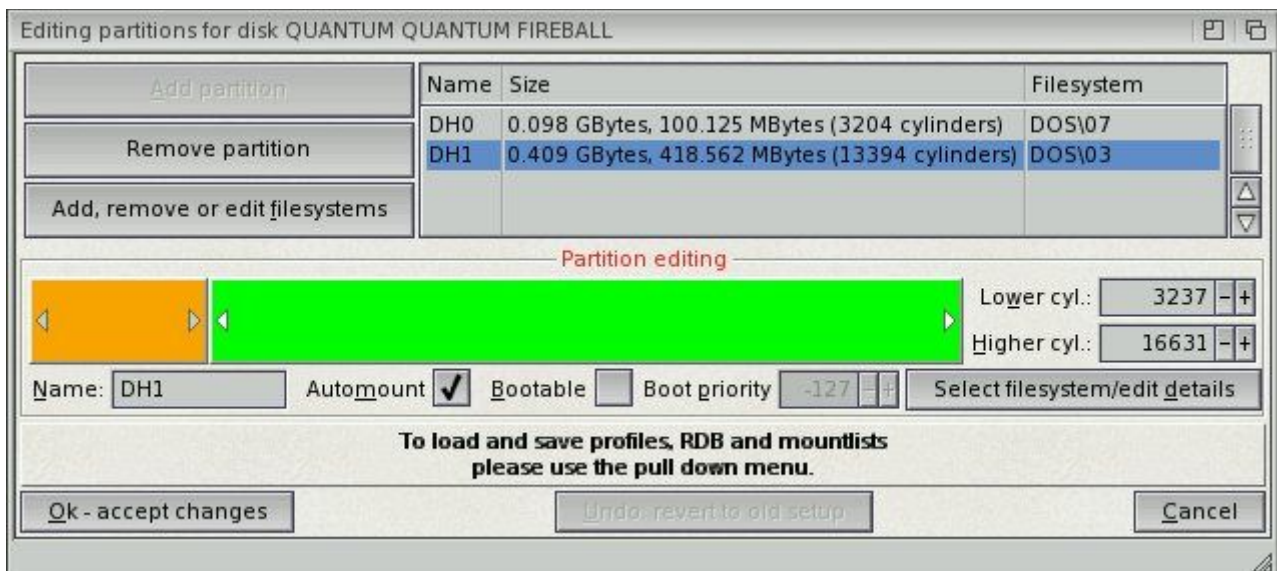 Editing partitions for disk QUANTUM QUANTUM FIREBALL
Add partition
Remove partition
Add, remove or edit filesystems
Name Size Filesystem
DH0 0.098 GBytes, 100.125 MBytes (3204 cylinders) DOS\07
DH1 0.409 GBytes, 418.562 MBytes (13394 cylinders) DOS\03
Partition editing
Lower cyl.: 3237 - +
Higher cyl.: 16631 - +
Name: DH1 Automount Bootable Boot priority -127 - + Select filesystem/edit details
To load and save profiles, RDB and mountlists
please use the pull down menu.
Ok - accept changes Undo revert to old setup Cancel